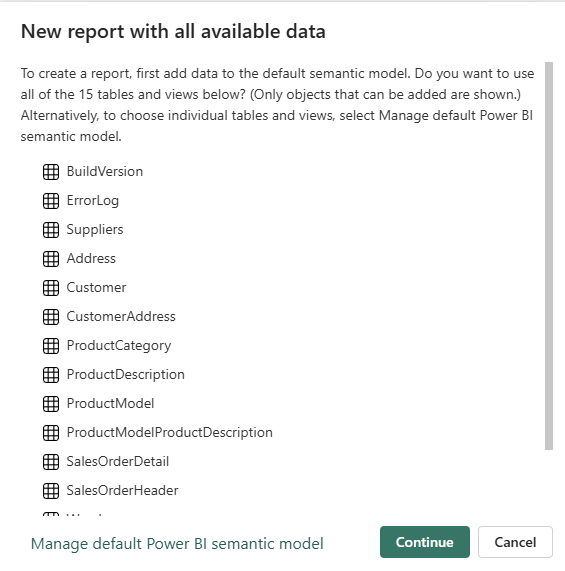 New report with all available data
To create a report, first add data to the default semantic model. Do you want to use
all of the 15 tables and views below? (Only objects that can be added are shown.)
Alternatively, to choose individual tables and views, select Manage default Power BI
semantic model.
BuildVersion
ErrorLog
Suppliers
Address
Customer
CustomerAddress
ProductCategory
ProductDescription
ProductModel
ProductModelProductDescription
SalesOrderDetail
SalesOrderHeader
Manage default Power BI semantic model
Continue
Cancel